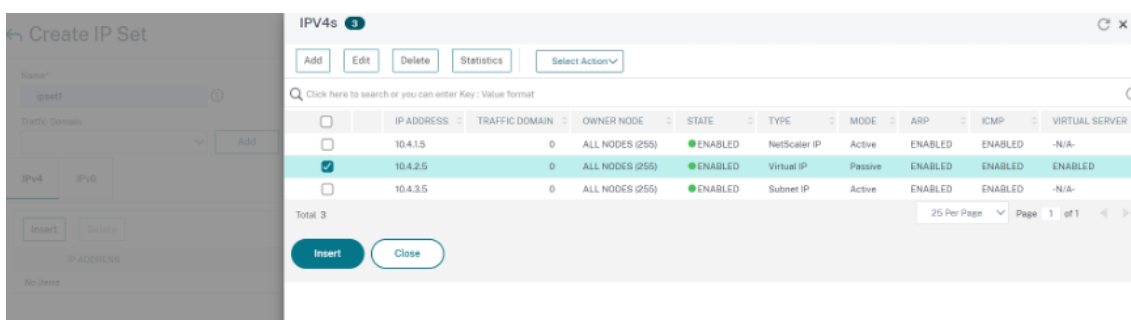 Create IP Set
Name*
ipset1
Traffic Domain
Add
IPv4 IPv6
Insert Delete
IP ADDRESS
No items
IPV4s 3
Add Edit Delete Statistics Select Action
Click here to search or you can enter Key : Value format
IP ADDRESS TRAFFIC DOMAIN OWNER NODE STATE TYPE MODE ARP ICMP VIRTUAL SERVER
10.4.1.5 0 ALL NODES (255) ENABLED NetScaler IP Active ENABLED ENABLED -N/A-
10.4.2.5 0 ALL NODES (255) ENABLED Virtual IP Passive ENABLED ENABLED ENABLED
10.4.3.5 0 ALL NODES (255) ENABLED Subnet IP Active ENABLED ENABLED -N/A-
Total 3 25 Per Page Page 1 of 1
Insert Close